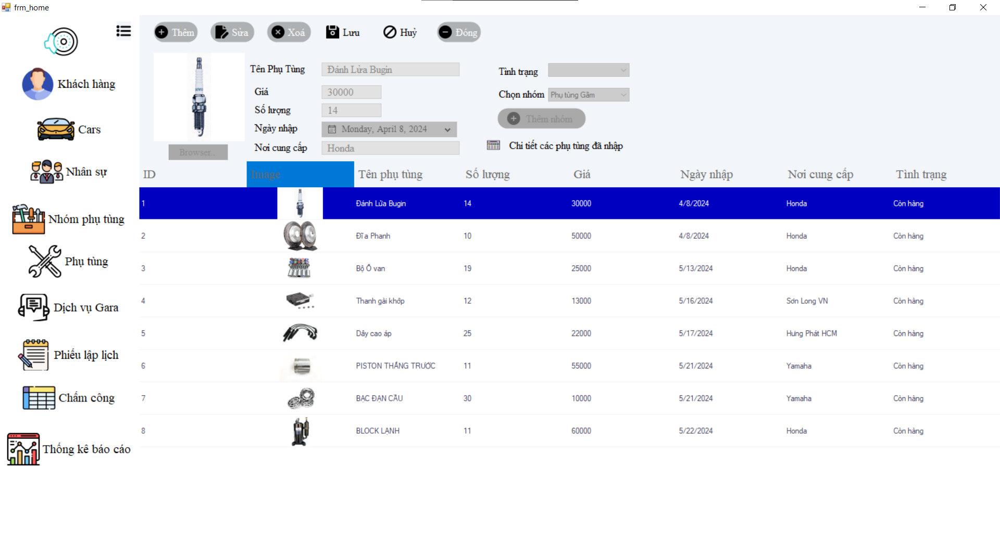 frm_home
Thêm Sửa Xoá Lưu Huỷ Đóng
Khách hàng
Cars
Nhân sự
Nhóm phụ tùng
Phụ tùng
Dịch vụ Gara
Phiếu lập lịch
Chấm công
Thống kê báo cáo
DENSO
Browser..
Tên Phụ Tùng Đánh Lửa Bugin
Giá 30000
Số lượng 14
Ngày nhập Monday, April 8, 2024
Nơi cung cấp Honda
Tình trạng
Chọn nhóm Phụ tùng Gầm
Thêm nhóm
Chi tiết các phụ tùng đã nhập
ID Image Tên phụ tùng Số lượng Giá Ngày nhập Nơi cung cấp Tình trạng
1 Đánh Lửa Bugin 14 30000 4/8/2024 Honda Còn hàng
2 Đĩa Phanh 10 50000 4/8/2024 Honda Còn hàng
3 Bộ Ổ van 19 25000 5/13/2024 Honda Còn hàng
4 Thanh gài khớp 12 13000 5/16/2024 Sơn Long VN Còn hàng
5 Dây cao áp 25 22000 5/17/2024 Hưng Phát HCM Còn hàng
6 PISTON THẮNG TRƯỚC 11 55000 5/21/2024 Yamaha Còn hàng
7 BẠC ĐẠN CẦU 30 10000 5/21/2024 Yamaha Còn hàng
8 BLOCK LẠNH 11 60000 5/22/2024 Honda Còn hàng